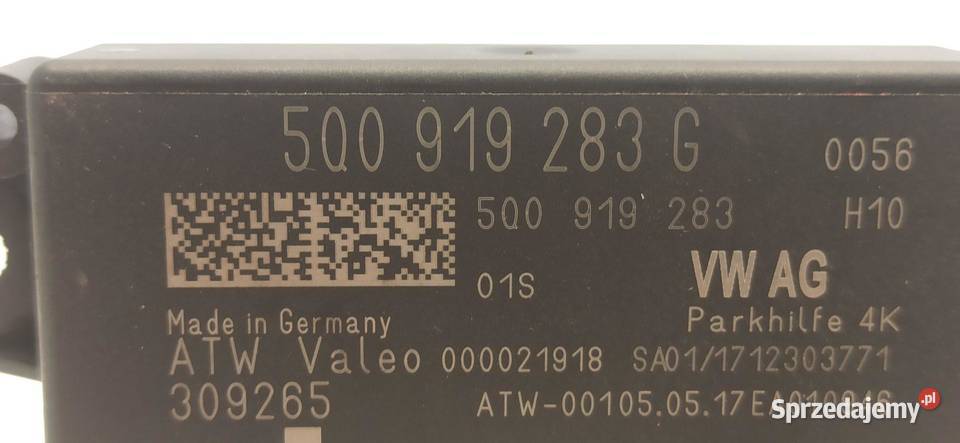 5Q0 919 283 G 0056
5Q0 919 283 H10
01S VW AG
Made in Germany Parkhilfe 4K
ATW Valeo 000021918 SA01/1712303771
309265 ATW-00105.05.17
Sprzedajemy.pl